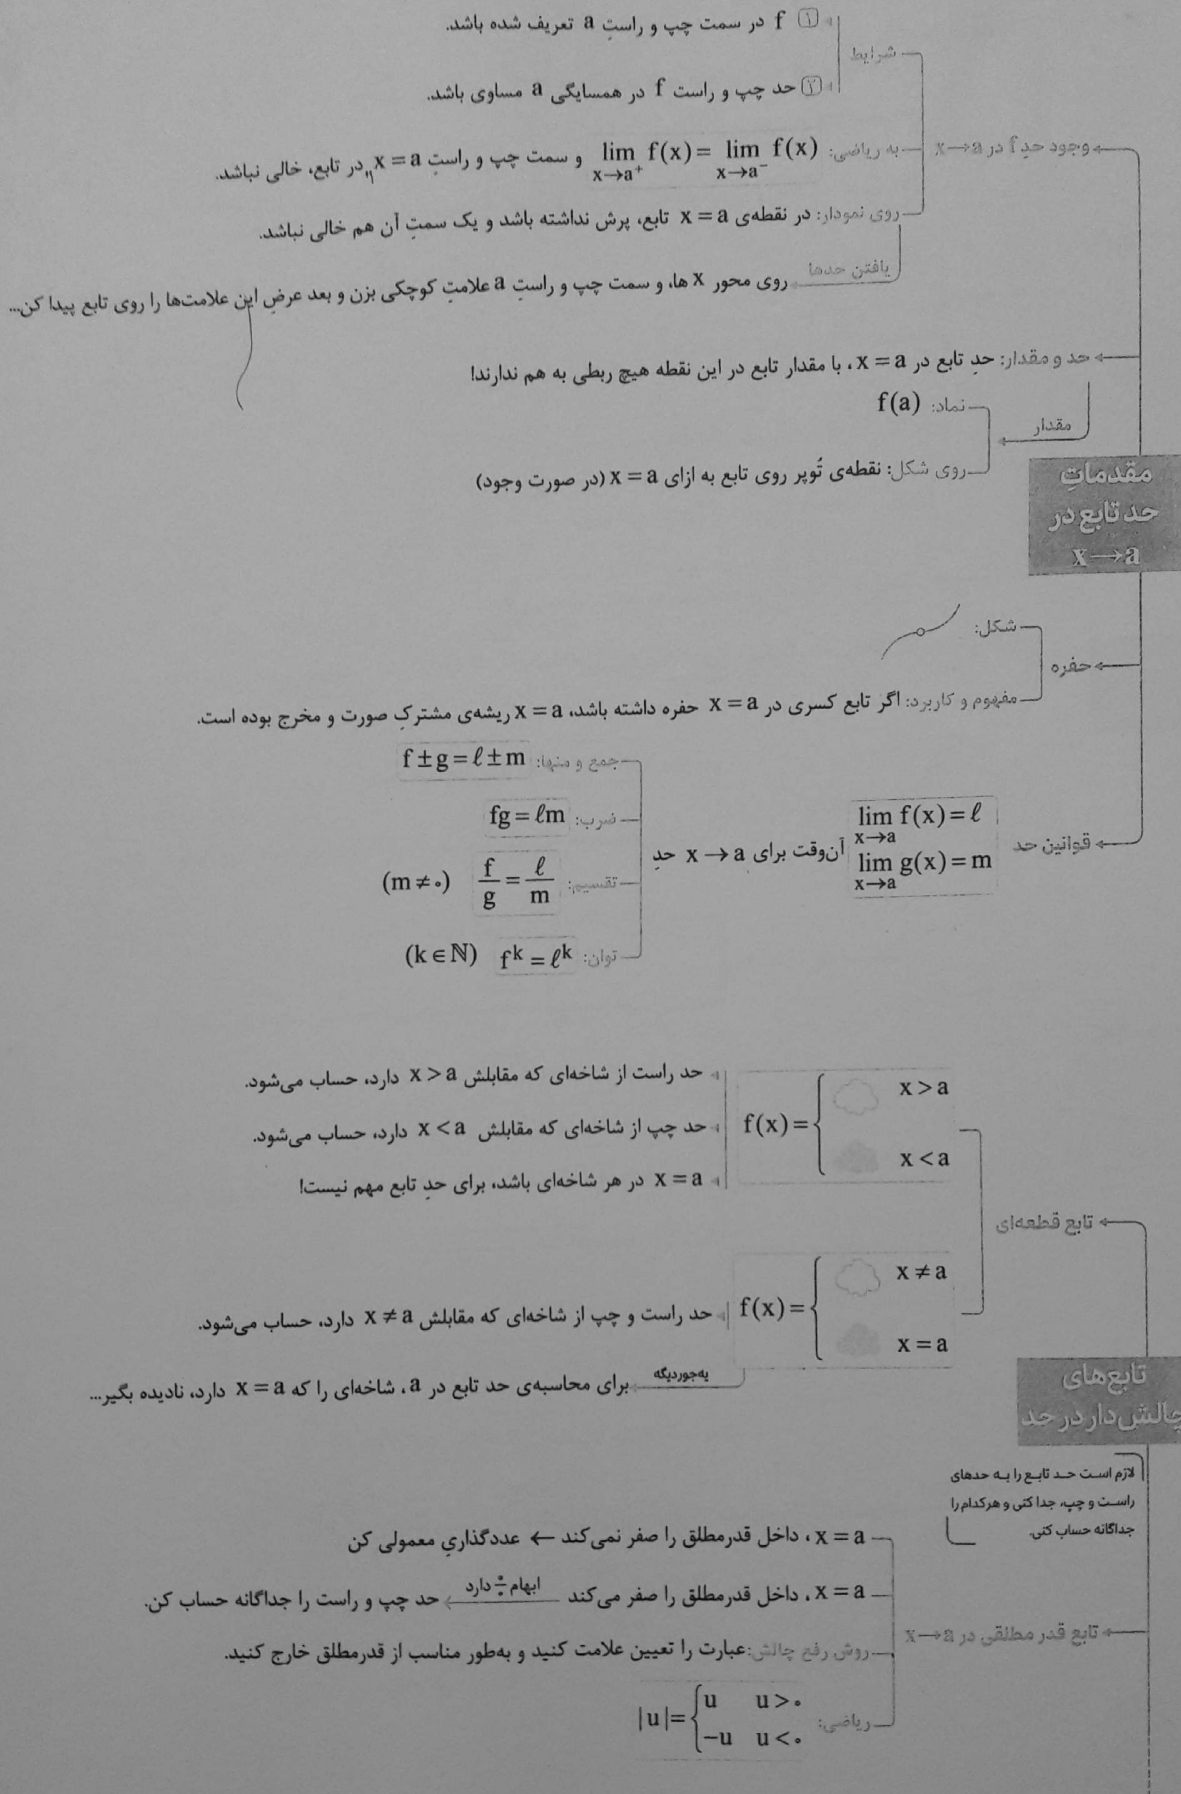 ① f در سمت چپ و راستِ a تعریف شده باشد.
شرایط
② حد چپ و راست f در همسایگی a مساوی باشد.
وجود حدِ f در x→a
به ریاضی: lim x→a⁺ f(x) = lim x→a⁻ f(x) و سمت چپ و راستِ x = a در تابع، خالی نباشد.
روی نمودار: در نقطه‌ی x = a تابع، پرش نداشته باشد و یک سمتِ آن هم خالی نباشد.
یافتن حدها
روی محور x ها، و سمت چپ و راستِ a علامتِ کوچکی بزن و بعد عرضِ این علامت‌ها را روی تابع پیدا کن...
حد و مقدار: حدِ تابع در x = a ، با مقدار تابع در این نقطه هیچ ربطی به هم ندارند!
مقدار
نماد: f(a)
روی شکل: نقطه‌ی تُوپر روی تابع به ازای x = a (در صورت وجود)
مقدماتِ
حد تابع در
x→a
حفره
شکل:
مفهوم و کاربرد: اگر تابع کسری در x = a حفره داشته باشد، x = a ریشه‌ی مشترکِ صورت و مخرج بوده است.
قوانین حد
lim x→a f(x) = ℓ
lim x→a g(x) = m
آن‌وقت برای x → a حدِ
جمع و منها: f ± g = ℓ ± m
ضرب: fg = ℓm
تقسیم: f/g = ℓ/m (m ≠ ۰)
توان: fᵏ = ℓᵏ (k ∈ ℕ)
تابع قطعه‌ای
f(x) = { x > a
x < a
حد راست از شاخه‌ای که مقابلش x > a دارد، حساب می‌شود.
حد چپ از شاخه‌ای که مقابلش x < a دارد، حساب می‌شود.
x = a در هر شاخه‌ای باشد، برای حدِ تابع مهم نیست!
f(x) = { x ≠ a
x = a
حد راست و چپ از شاخه‌ای که مقابلش x ≠ a دارد، حساب می‌شود.
یه‌جوردیگه
برای محاسبه‌ی حد تابع در a ، شاخه‌ای را که x = a دارد، نادیده بگیر...
تابع‌های
چالش‌دار در حد
لازم است حد تابع را به حدهای
راست و چپ، جدا کنی و هرکدام را
جداگانه حساب کنی.
تابع قدر مطلقی در x→a
x = a ، داخل قدرمطلق را صفر نمی‌کند ← عددگذاریِ معمولی کن
x = a ، داخل قدرمطلق را صفر می‌کند ابهام ۰/۰ دارد ← حد چپ و راست را جداگانه حساب کن.
روش رفع چالش: عبارت را تعیین علامت کنید و به‌طور مناسب از قدرمطلق خارج کنید.
ریاضی: |u| = { u u > ۰
−u u < ۰